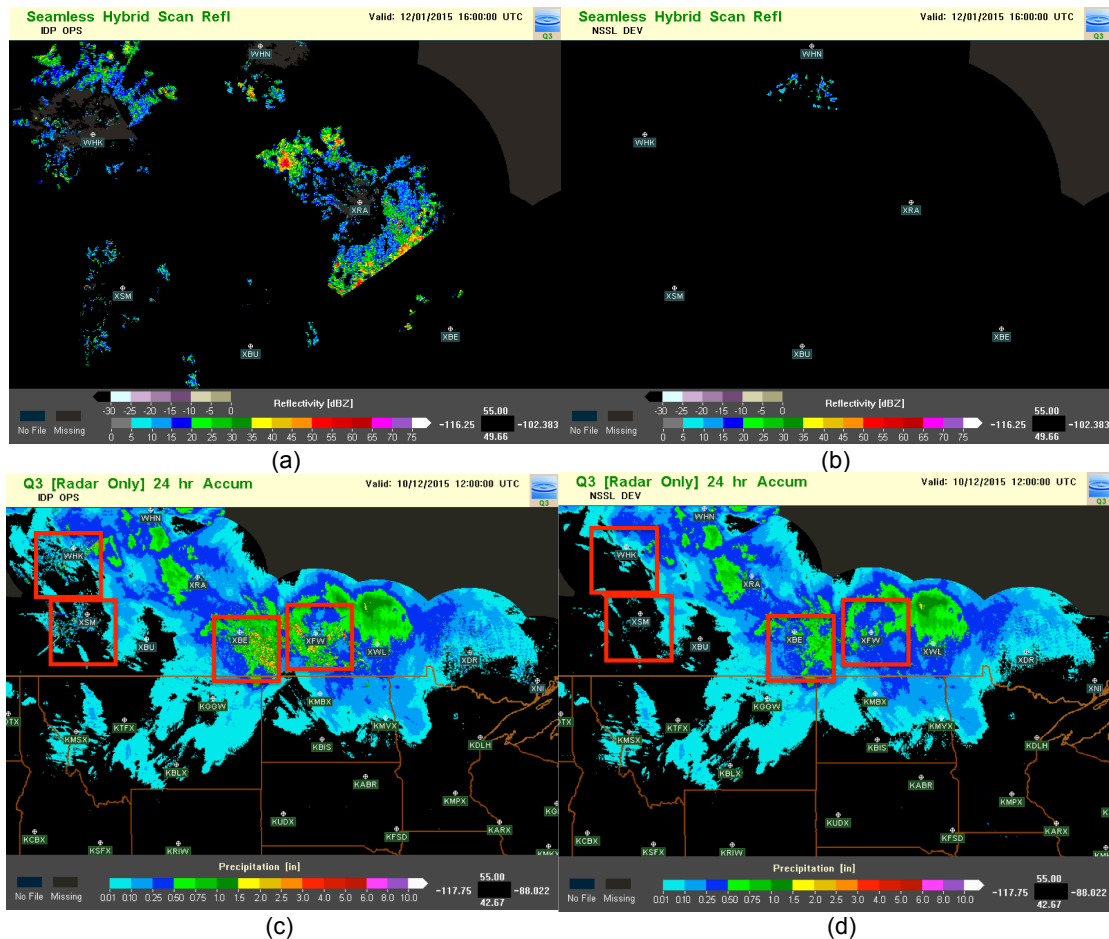 Seamless Hybrid Scan Refl
IDP OPS
Valid: 12/01/2015 16:00:00 UTC
Q3
WHN
WHK
XRA
XSM
XBE
XBU
No File Missing
-30 -25 -20 -15 -10 -5 0
Reflectivity [dBZ]
0 5 10 15 20 25 30 35 40 45 50 55 60 65 70 75
55.00
-116.25 -102.383
49.66
(a)
Seamless Hybrid Scan Refl
NSSL DEV
Valid: 12/01/2015 16:00:00 UTC
Q3
WHN
WHK
XRA
XSM
XBE
XBU
No File Missing
-30 -25 -20 -15 -10 -5 0
Reflectivity [dBZ]
0 5 10 15 20 25 30 35 40 45 50 55 60 65 70 75
55.00
-116.25 -102.383
49.66
(b)
Q3 [Radar Only] 24 hr Accum
IDP OPS
Valid: 10/12/2015 12:00:00 UTC
Q3
WHN
WHK
XRA
XSM
XBU
XBE
XFW
XWL
XDR
XNI
KGGW
KMBX
OTX
KTFX
KMVX
KMSX
KBIS
KDLH
KBLX
KABR
KMPX
KG
KUDX
KCBX
KFSD
KARX
KSFX
KRIW
KMK
No File Missing
Precipitation [in]
0.01 0.10 0.25 0.50 0.75 1.0 1.5 2.0 2.5 3.0 4.0 5.0 6.0 8.0 10.0
55.00
-117.75 -88.022
42.67
(c)
Q3 [Radar Only] 24 hr Accum
NSSL DEV
Valid: 10/12/2015 12:00:00 UTC
Q3
WHN
WHK
XRA
XSM
XBU
XBE
XFW
XWL
XDR
XNI
KGGW
KMBX
OTX
KTFX
KMVX
KMSX
KBIS
KDLH
KBLX
KABR
KMPX
KG
KUDX
KCBX
KFSD
KARX
KSFX
KRIW
No File Missing
Precipitation [in]
0.01 0.10 0.25 0.50 0.75 1.0 1.5 2.0 2.5 3.0 4.0 5.0 6.0 8.0 10.0
55.00
-117.75 -88.022
42.67
(d)